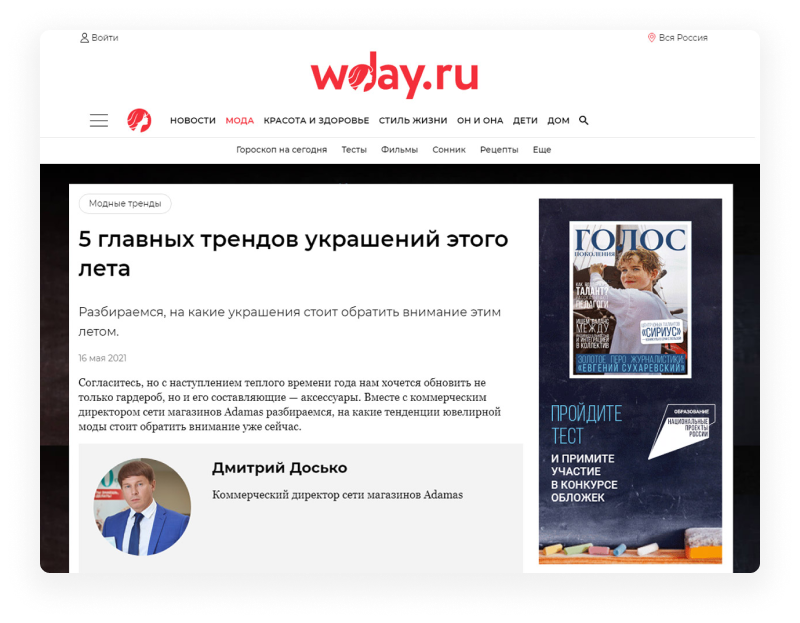 Войти
Вся Россия
wday.ru
НОВОСТИ МОДА КРАСОТА И ЗДОРОВЬЕ СТИЛЬ ЖИЗНИ ОН И ОНА ДЕТИ ДОМ
Гороскоп на сегодня Тесты Фильмы Сонник Рецепты Еще
Модные тренды
5 главных трендов украшений этого
лета
Разбираемся, на какие украшения стоит обратить внимание этим
летом.
16 мая 2021
Согласитесь, но с наступлением теплого времени года нам хочется обновить не
только гардероб, но и его составляющие — аксессуары. Вместе с коммерческим
директором сети магазинов Adamas разбираемся, на какие тенденции ювелирной
моды стоит обратить внимание уже сейчас.
Дмитрий Досько
Коммерческий директор сети магазинов Adamas
ГОЛОС
ПОКОЛЕНИЯ
ТАЛАНТУ
ПЕДАГОГИ
ИЩЕМ БАЛАНС
МЕЖДУ
И ИНТЕГРАЦИЕЙ
В КОЛЛЕКТИВ
«СИРИУС»
ЗОЛОТОЕ ПЕРО ЖУРНАЛИСТИКИ:
«ЕВГЕНИЙ СУХАРЕВСКИЙ»
ПРОЙДИТЕ
ТЕСТ
И ПРИМИТЕ
УЧАСТИЕ
В КОНКУРСЕ
ОБЛОЖЕК
ОБРАЗОВАНИЕ
НАЦИОНАЛЬНЫЕ
ПРОЕКТЫ
РОССИИ